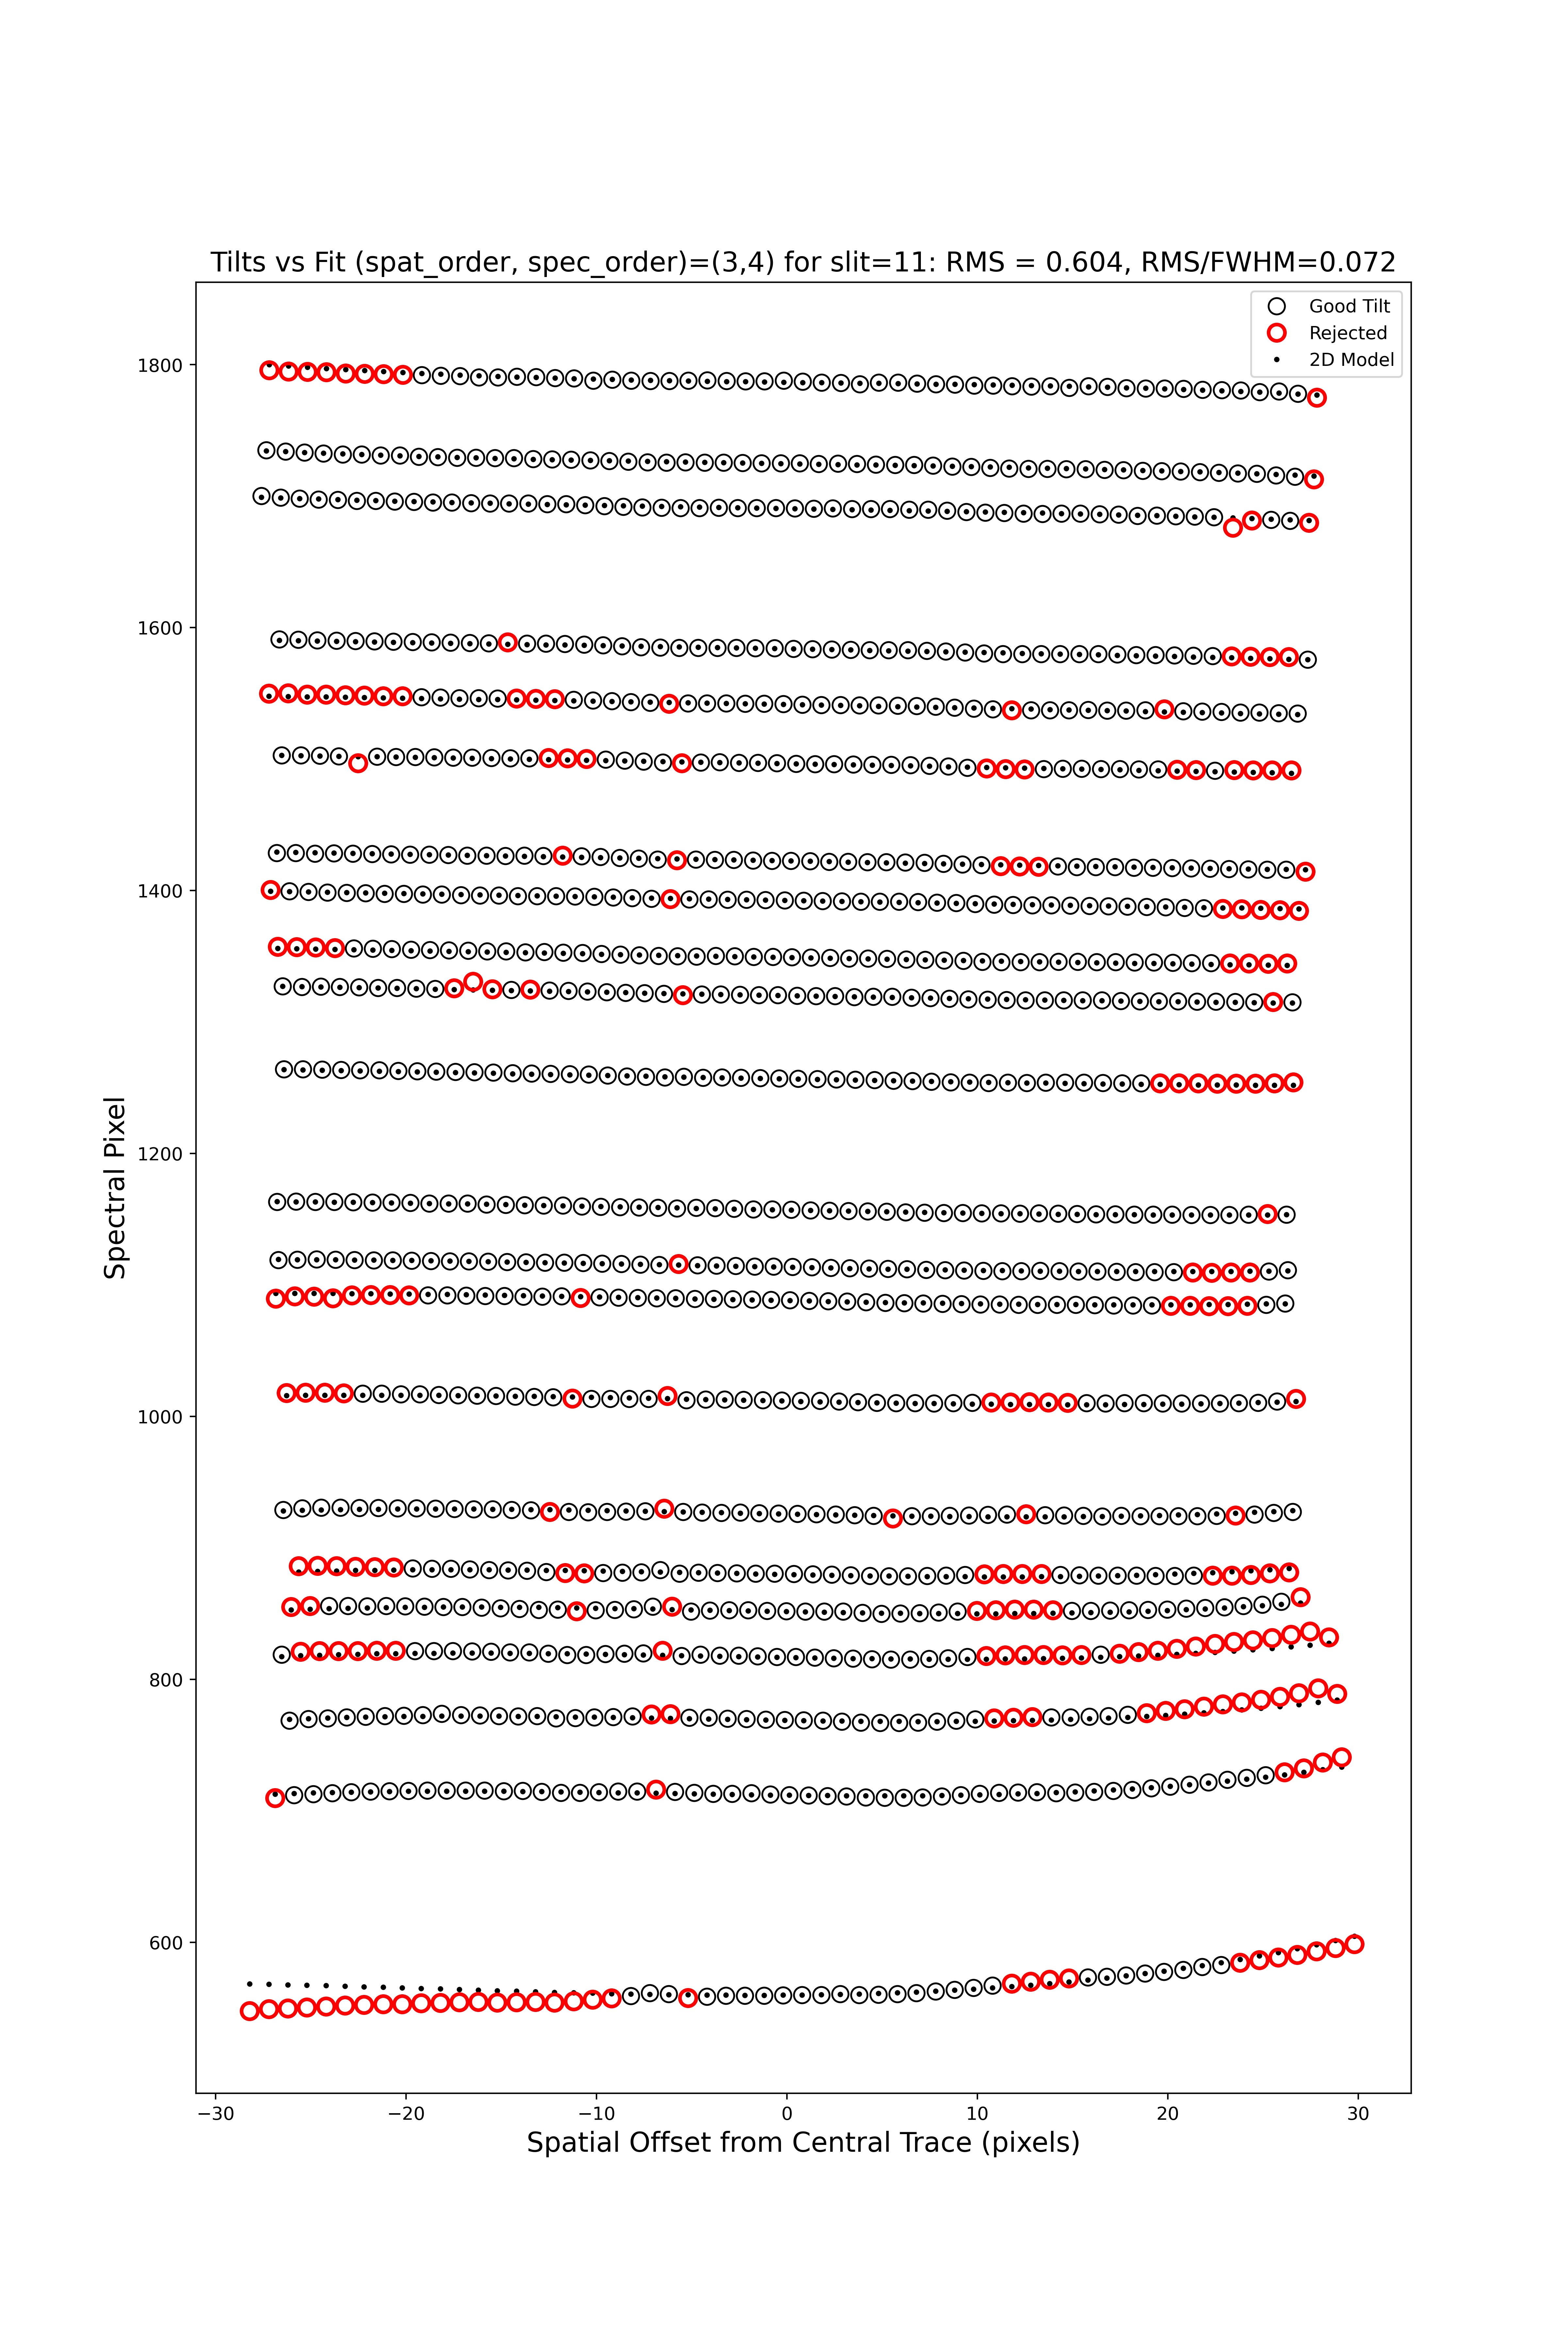 Tilts vs Fit (spat_order, spec_order)=(3,4) for slit=11: RMS = 0.604, RMS/FWHM=0.072
Good Tilt
Rejected
2D Model
1800
1600
1400
1200
1000
800
600
Spectral Pixel
−30 −20 −10 0 10 20 30
Spatial Offset from Central Trace (pixels)